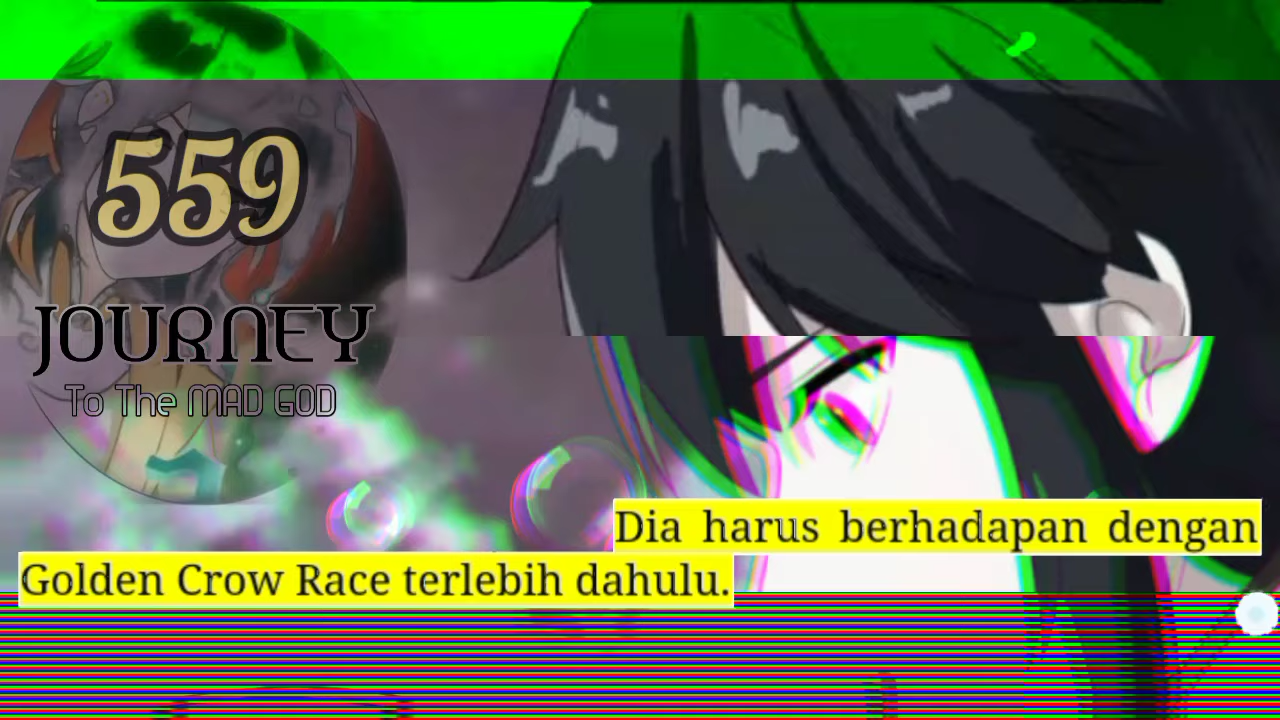 559
JOURNEY
To The MAD GOD
Dia harus berhadapan dengan
Golden Crow Race terlebih dahulu.